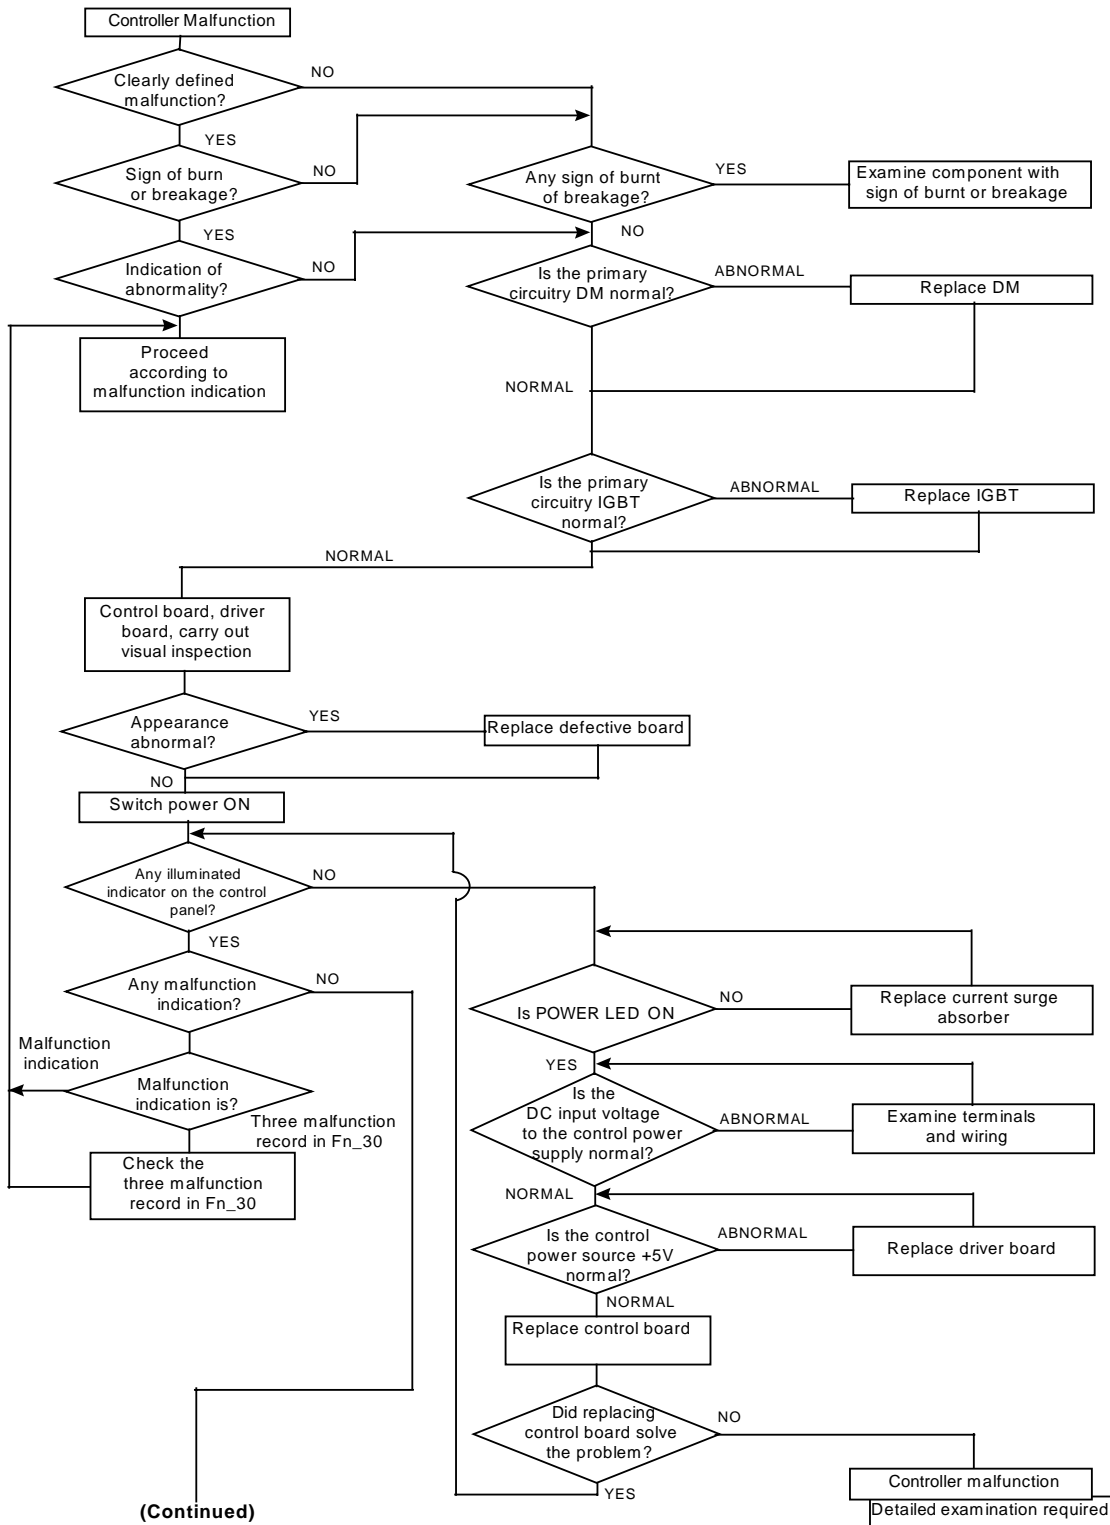 Controller Malfunction
Clearly defined
malfunction?
NO
YES
Sign of burn
or breakage?
NO
YES
Indication of
abnormality?
NO
Proceed
according to
malfunction indication
Any sign of burnt
of breakage?
YES
Examine component with
sign of burnt or breakage
NO
Is the primary
circuitry DM normal?
ABNORMAL
Replace DM
NORMAL
Is the primary
circuitry IGBT
normal?
ABNORMAL
Replace IGBT
NORMAL
Control board, driver
board, carry out
visual inspection
Appearance
abnormal?
YES
Replace defective board
NO
Switch power ON
Any illuminated
indicator on the control
panel?
NO
YES
Any malfunction
indication?
NO
Malfunction
indication
Malfunction
indication is?
Three malfunction
record in Fn_30
Check the
three malfunction
record in Fn_30
Is POWER LED ON
NO
Replace current surge
absorber
YES
Is the
DC input voltage
to the control power
supply normal?
ABNORMAL
Examine terminals
and wiring
NORMAL
Is the control
power source +5V
normal?
ABNORMAL
Replace driver board
NORMAL
Replace control board
Did replacing
control board solve
the problem?
NO
YES
Controller malfunction
Detailed examination required
(Continued)